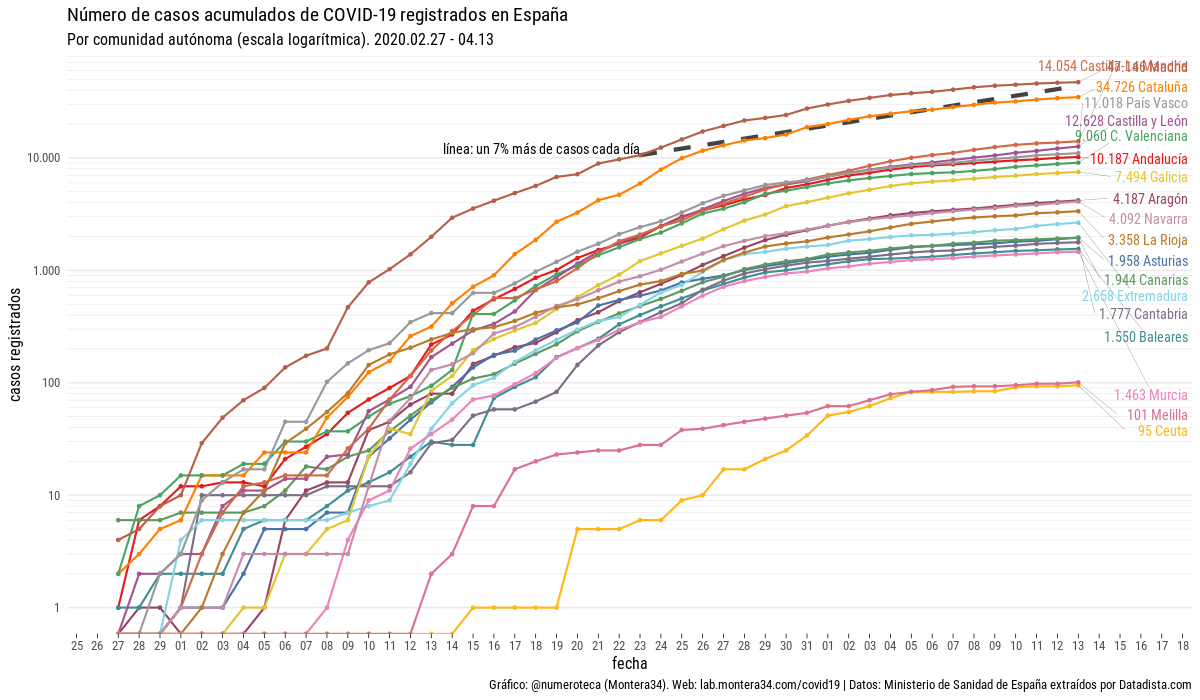 Número de casos acumulados de COVID-19 registrados en España
Por comunidad autónoma (escala logarítmica). 2020.02.27 - 04.13
14.054 Castilla-La Mancha
47.146 Madrid
34.726 Cataluña
11.018 País Vasco
12.628 Castilla y León
9.060 C. Valenciana
línea: un 7% más de casos cada día
10.187 Andalucía
7.494 Galicia
4.187 Aragón
4.092 Navarra
3.358 La Rioja
1.958 Asturias
1.944 Canarias
2.658 Extremadura
1.777 Cantabria
1.550 Baleares
1.463 Murcia
101 Melilla
95 Ceuta
casos registrados
10.000
1.000
100
10
1
25 26 27 28 29 01 02 03 04 05 06 07 08 09 10 11 12 13 14 15 16 17 18 19 20 21 22 23 24 25 26 27 28 29 30 31 01 02 03 04 05 06 07 08 09 10 11 12 13 14 15 16 17 18
fecha
Gráfico: @numeroteca (Montera34). Web: lab.montera34.com/covid19 | Datos: Ministerio de Sanidad de España extraídos por Datadista.com